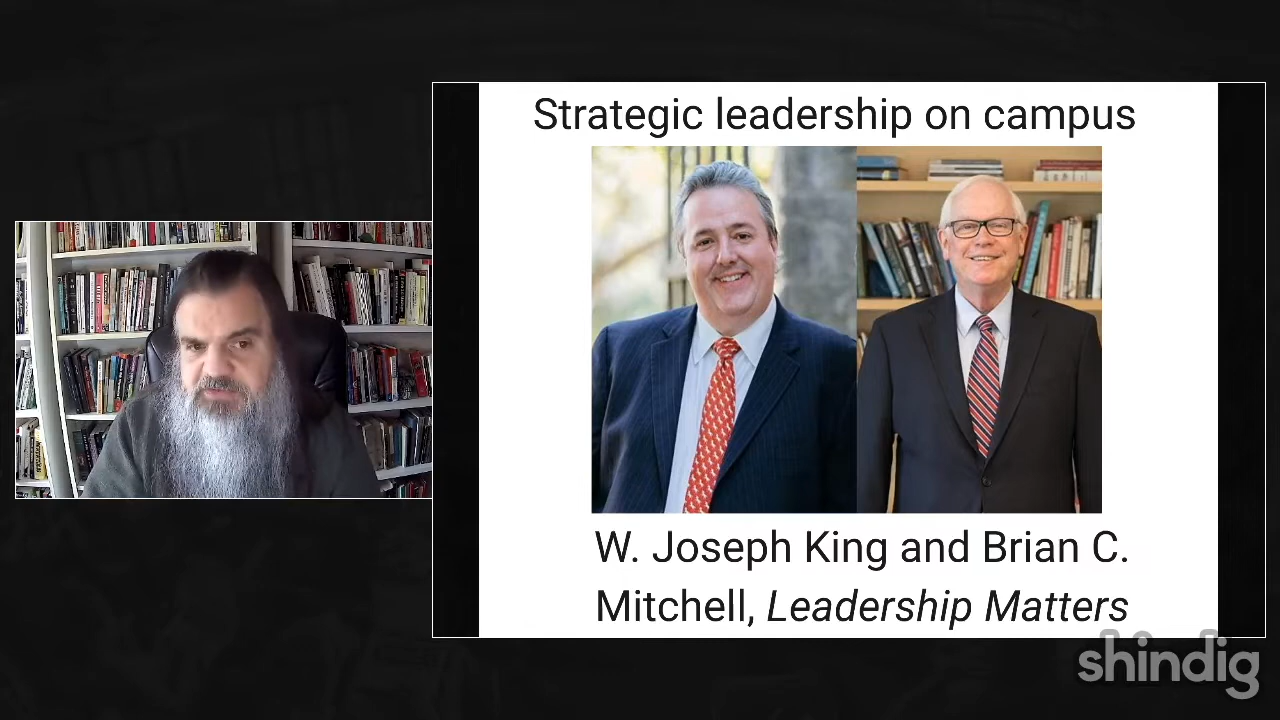 Strategic leadership on campus
W. Joseph King and Brian C.
Mitchell, Leadership Matters
shindig